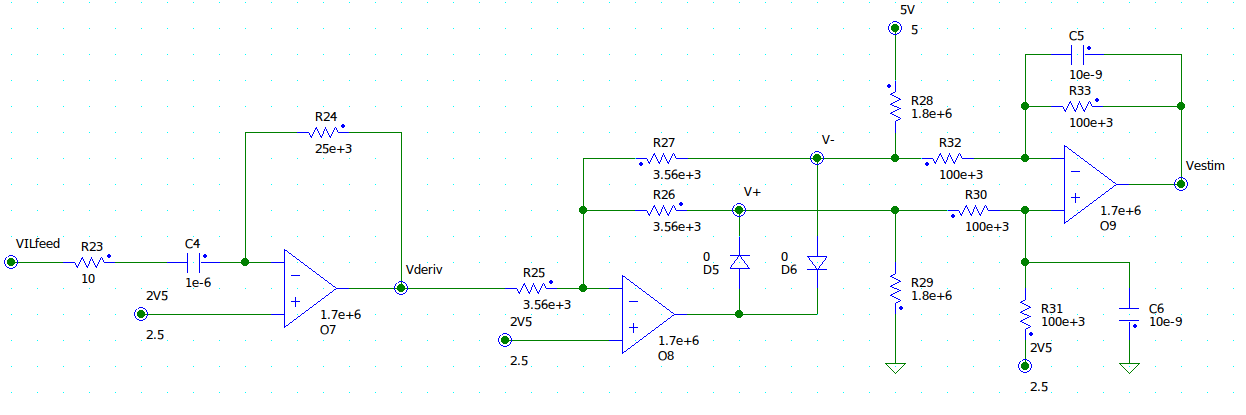 5V
5
C5
10e-9
R33
100e+3
R28
1.8e+6
R24
25e+3
R27
3.56e+3
V-
R32
100e+3
Vestim
R26
3.56e+3
V+
R30
100e+3
1.7e+6
O9
VILfeed
R23
10
C4
1e-6
Vderiv
0
D5
0
D6
R25
3.56e+3
R29
1.8e+6
2V5
2.5
1.7e+6
O7
2V5
2.5
1.7e+6
O8
R31
100e+3
C6
10e-9
2V5
2.5